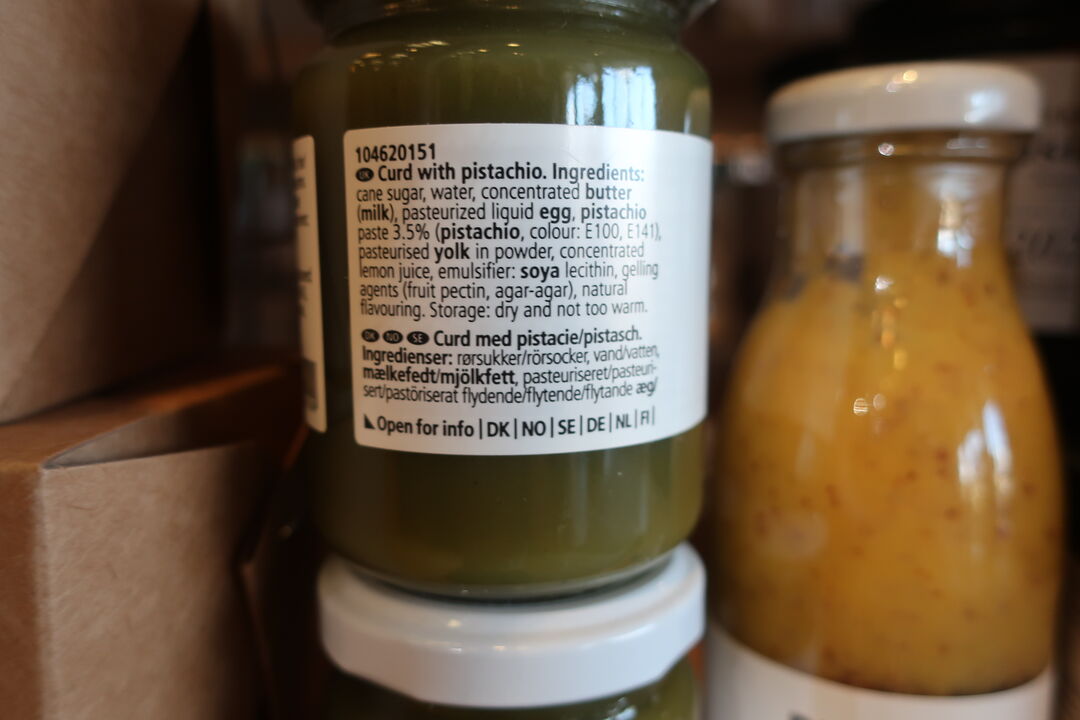 104620151
UK Curd with pistachio. Ingredients:
cane sugar, water, concentrated butter
(milk), pasteurized liquid egg, pistachio
paste 3.5% (pistachio, colour: E100, E141),
pasteurised yolk in powder, concentrated
lemon juice, emulsifier: soya lecithin, gelling
agents (fruit pectin, agar-agar), natural
flavouring. Storage: dry and not too warm.
DK NO SE Curd med pistacie/pistasch.
Ingredienser: rørsukker/rörsocker, vand/vatten,
mælkefedt/mjölkfett, pasteuriseret/pasteuri-
sert/pastöriserat flydende/flytende/flytande æg/
Open for info | DK | NO | SE | DE | NL | FI |